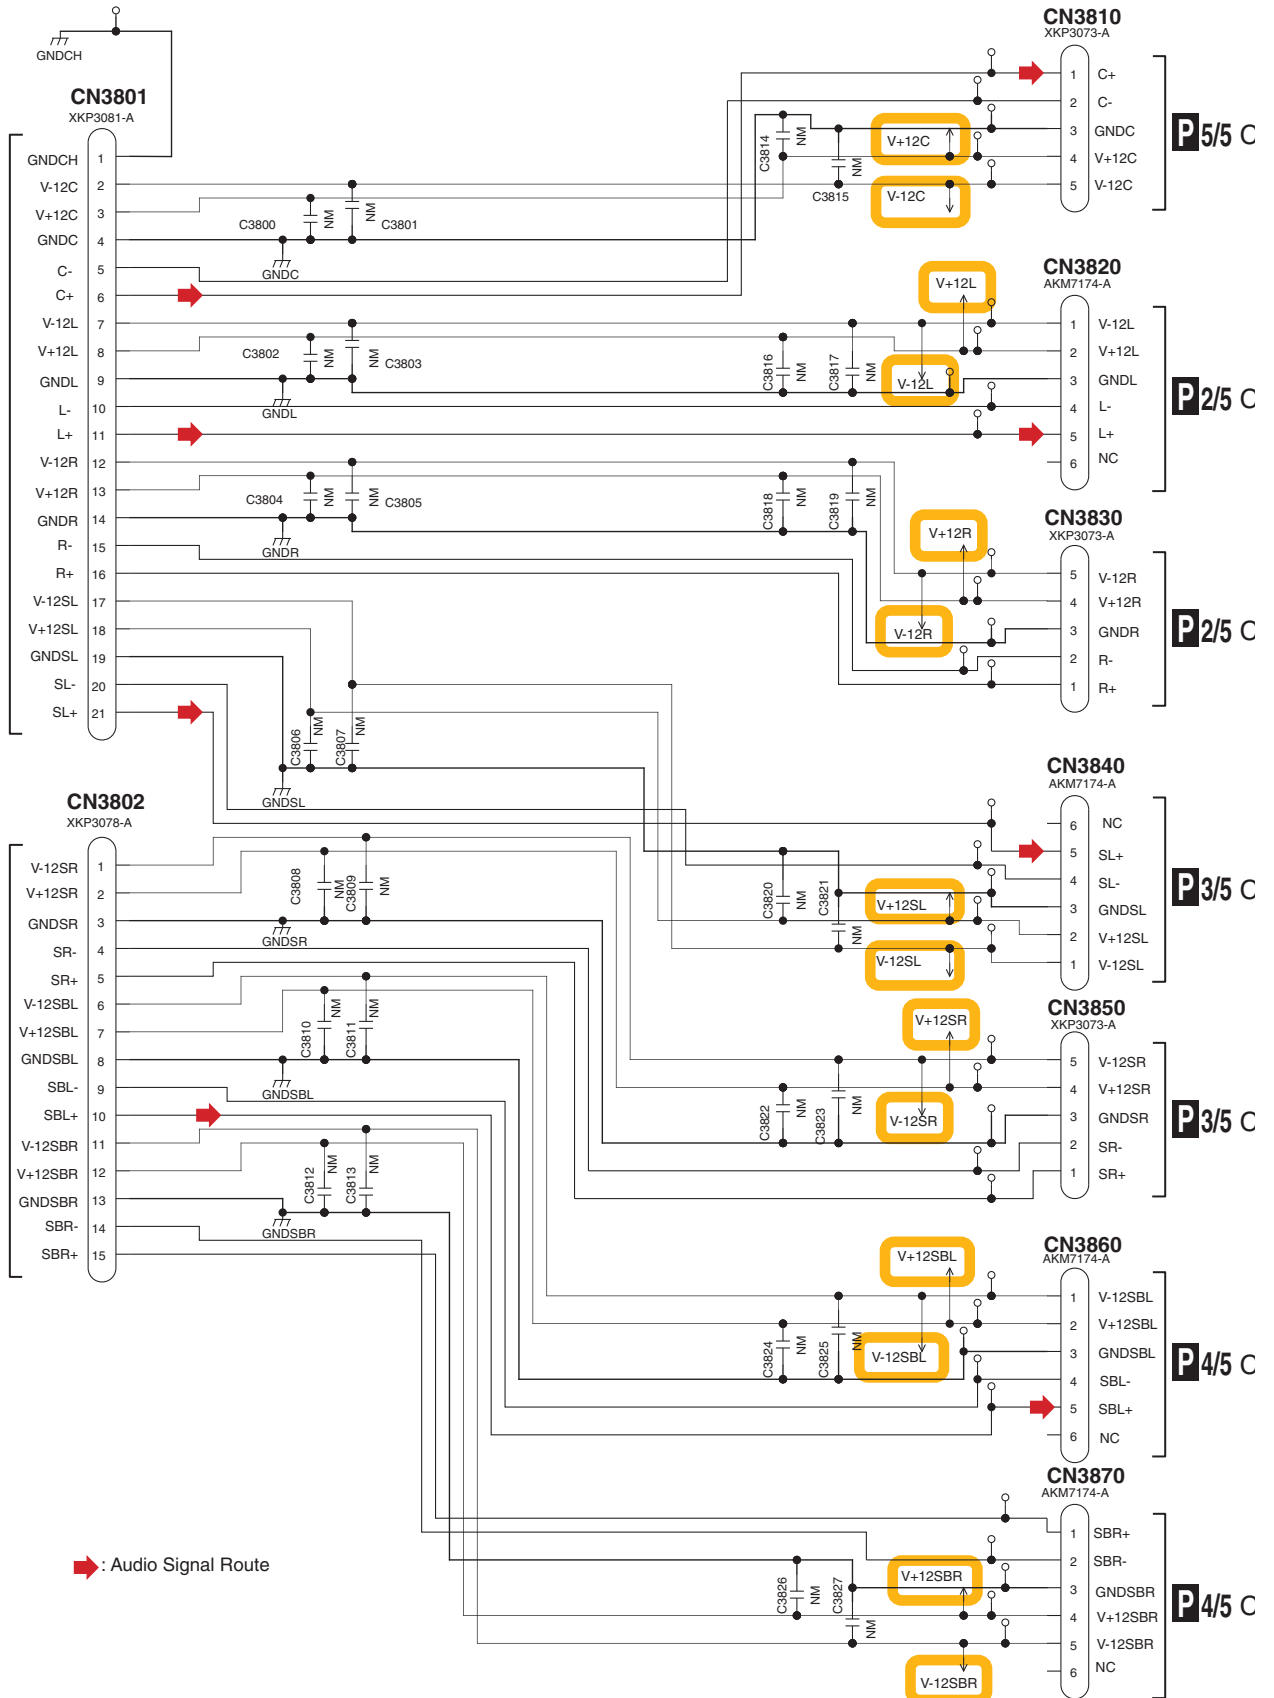 GNDCH
CN3801
XKP3081-A
GNDCH 1
V-12C 2
V+12C 3
GNDC 4
C- 5
C+ 6
V-12L 7
V+12L 8
GNDL 9
L- 10
L+ 11
V-12R 12
V+12R 13
GNDR 14
R- 15
R+ 16
V-12SL 17
V+12SL 18
GNDSL 19
SL- 20
SL+ 21
CN3802
XKP3078-A
V-12SR 1
V+12SR 2
GNDSR 3
SR- 4
SR+ 5
V-12SBL 6
V+12SBL 7
GNDSBL 8
SBL- 9
SBL+ 10
V-12SBR 11
V+12SBR 12
GNDSBR 13
SBR- 14
SBR+ 15
C3800 NM
NM C3801
GNDC
C3802 NM
NM C3803
GNDL
C3804 NM
NM C3805
GNDR
C3806 NM
C3807 NM
GNDSL
C3808 NM
C3809 NM
GNDSR
C3810 NM
C3811 NM
GNDSBL
C3812 NM
C3813 NM
GNDSBR
C3814 NM
C3815 NM
C3816 NM
C3817 NM
C3818 NM
C3819 NM
C3820 NM
C3821 NM
C3822 NM
C3823 NM
C3824 NM
C3825 NM
C3826 NM
C3827 NM
V+12C
V-12C
V+12L
V-12L
V+12R
V-12R
V+12SL
V-12SL
V+12SR
V-12SR
V+12SBL
V-12SBL
V+12SBR
V-12SBR
CN3810
XKP3073-A
1 C+
2 C-
3 GNDC
4 V+12C
5 V-12C
P 5/5 C
CN3820
AKM7174-A
1 V-12L
2 V+12L
3 GNDL
4 L-
5 L+
6 NC
P 2/5 C
CN3830
XKP3073-A
5 V-12R
4 V+12R
3 GNDR
2 R-
1 R+
P 2/5 C
CN3840
AKM7174-A
6 NC
5 SL+
4 SL-
3 GNDSL
2 V+12SL
1 V-12SL
P 3/5 C
CN3850
XKP3073-A
5 V-12SR
4 V+12SR
3 GNDSR
2 SR-
1 SR+
P 3/5 C
CN3860
AKM7174-A
1 V-12SBL
2 V+12SBL
3 GNDSBL
4 SBL-
5 SBL+
6 NC
P 4/5 C
CN3870
AKM7174-A
1 SBR+
2 SBR-
3 GNDSBR
4 V+12SBR
5 V-12SBR
6 NC
P 4/5 C
: Audio Signal Route